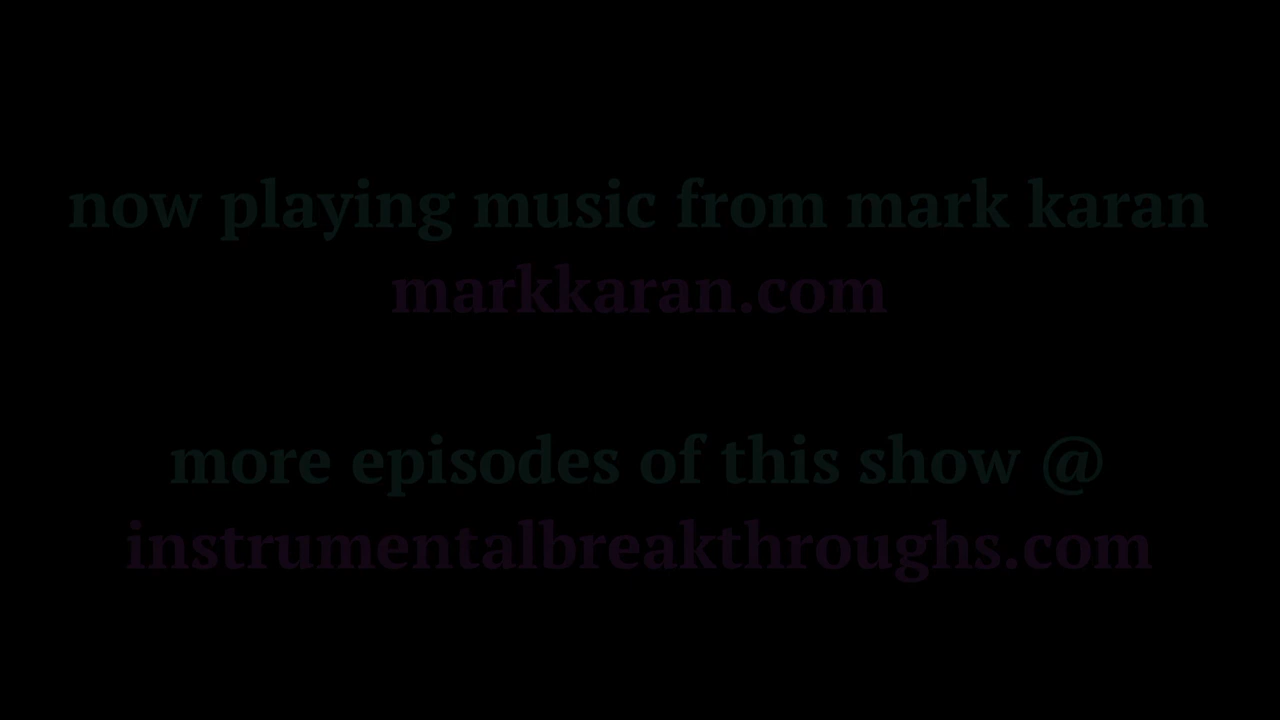 now playing music from mark karan
markkaran.com
more episodes of this show @
instrumentalbreakthroughs.com